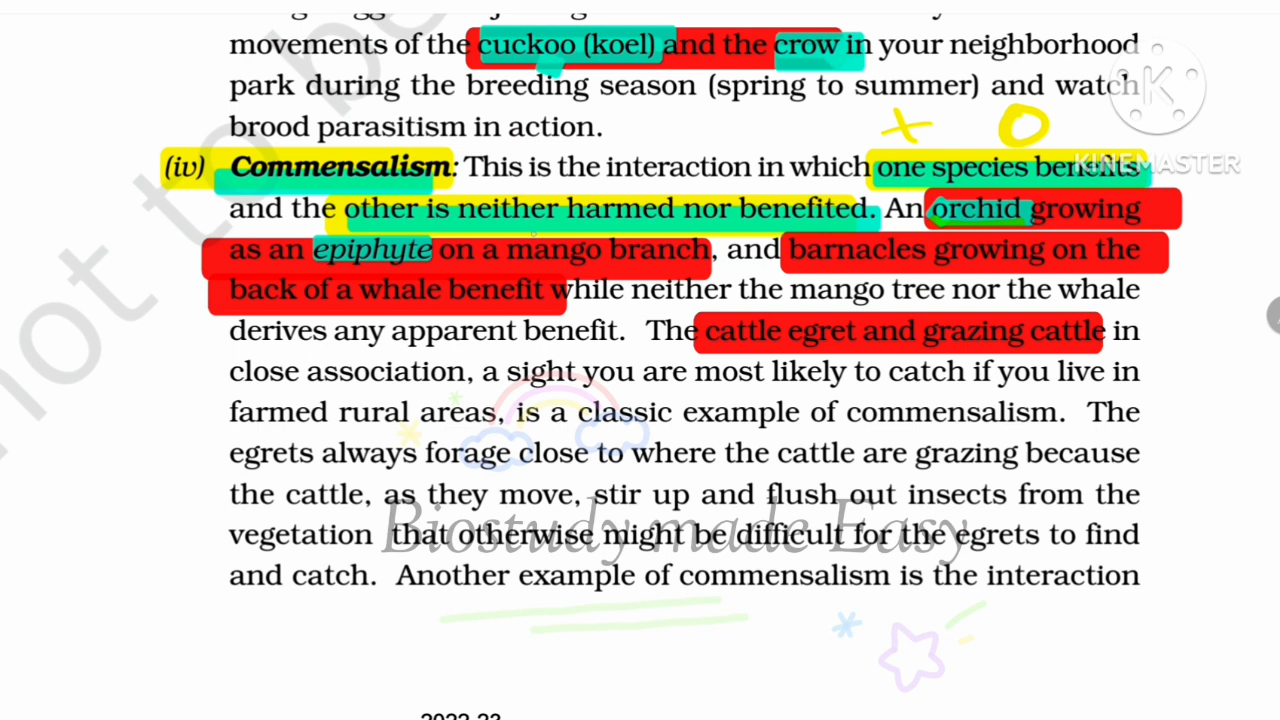 movements of the cuckoo (koel) and the crow in your neighborhood
park during the breeding season (spring to summer) and watch
brood parasitism in action.
+ O
KINEMASTER
(iv) Commensalism: This is the interaction in which one species benefits
and the other is neither harmed nor benefited. An orchid growing
as an epiphyte on a mango branch, and barnacles growing on the
back of a whale benefit while neither the mango tree nor the whale
derives any apparent benefit. The cattle egret and grazing cattle in
close association, a sight you are most likely to catch if you live in
farmed rural areas, is a classic example of commensalism. The
egrets always forage close to where the cattle are grazing because
the cattle, as they move, stir up and flush out insects from the
vegetation that otherwise might be difficult for the egrets to find
Biostudy made Easy
and catch. Another example of commensalism is the interaction
not to be